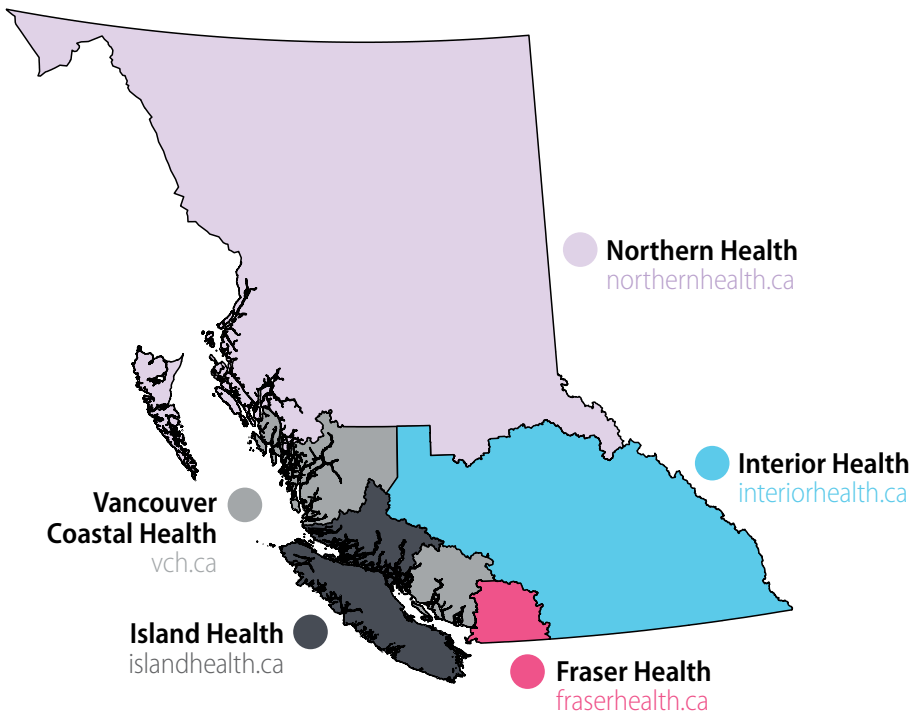 Northern Health
northernhealth.ca
Interior Health
interiorhealth.ca
Vancouver
Coastal Health
vch.ca
Island Health
islandhealth.ca
Fraser Health
fraserhealth.ca